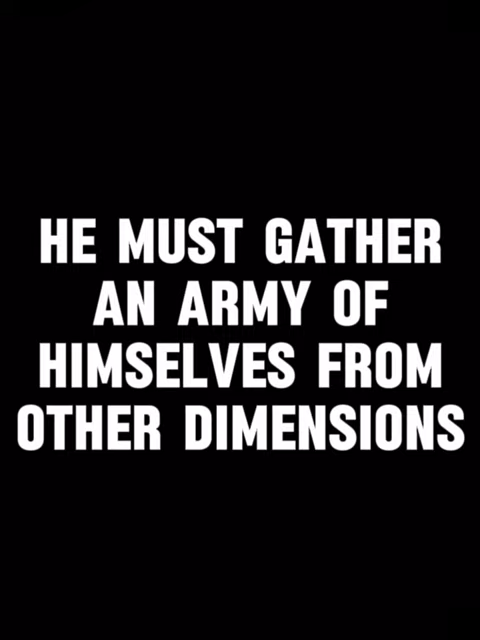 HE MUST GATHER
AN ARMY OF
HIMSELVES FROM
OTHER DIMENSIONS